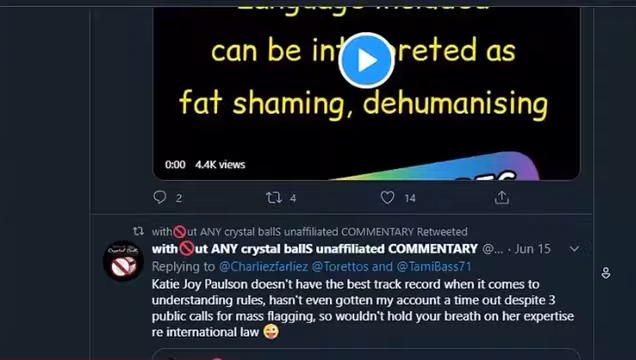 can be interpreted as
fat shaming, dehumanising
0:00 4.4K views
2 4 14
with🚫ut ANY crystal ballS unaffiliated COMMENTARY Retweeted
with🚫ut ANY crystal ballS unaffiliated COMMENTARY @... · Jun 15
Replying to @Charliezfarliez @Torettos and @TamiBass71
Katie Joy Paulson doesn't have the best track record when it comes to
understanding rules, hasn't even gotten my account a time out despite 3
public calls for mass flagging, so wouldn't hold your breath on her expertise
re international law 😜